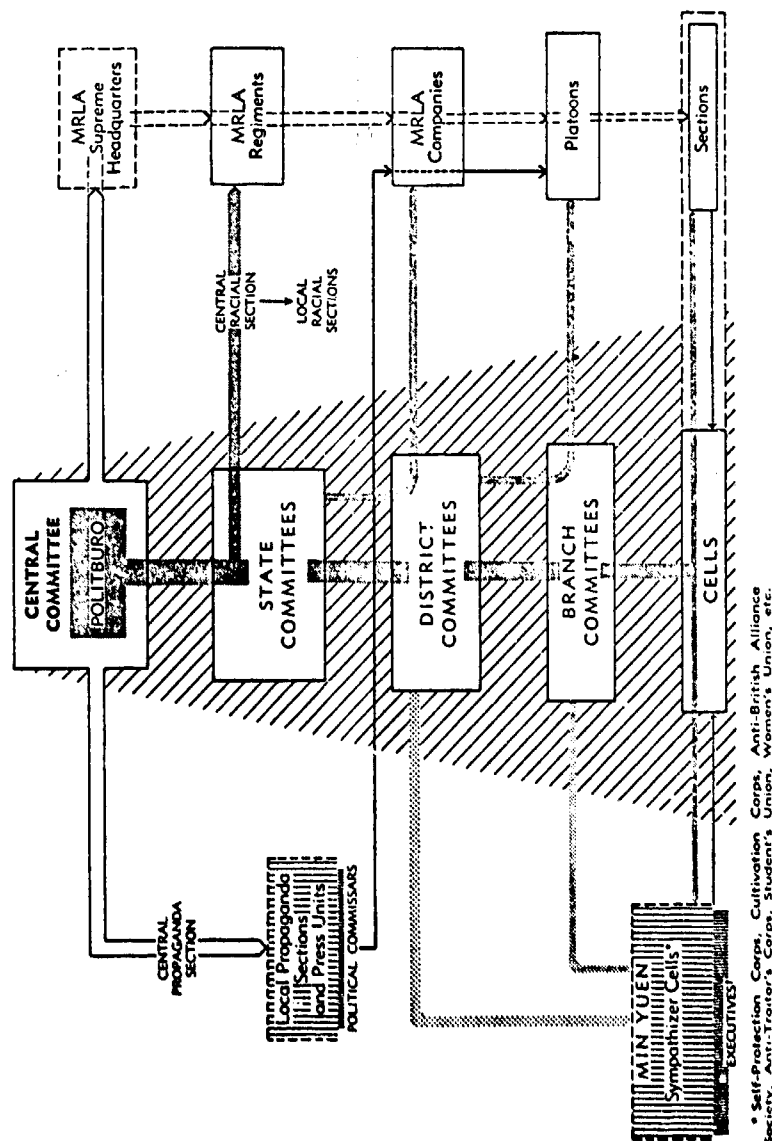 CENTRAL
COMMITTEE
POLITBURO
MRLA
Supreme
Headquarters
CENTRAL
PROPAGANDA
SECTION
CENTRAL
RACIAL
SECTION
LOCAL
RACIAL
SECTIONS
MRLA
Regiments
STATE
COMMITTEES
Local Propaganda
Sections
and Press Units
POLITICAL COMMISSARS
DISTRICT
COMMITTEES
MRLA
Companies
BRANCH
COMMITTEES
Platoons
MIN YUEN
Sympathizer Cells*
EXECUTIVES
CELLS
Sections
* Self-Protection Corps, Cultivation Corps, Anti-British Alliance
Society, Anti-Traitor's Corps, Student's Union, Women's Union, etc.